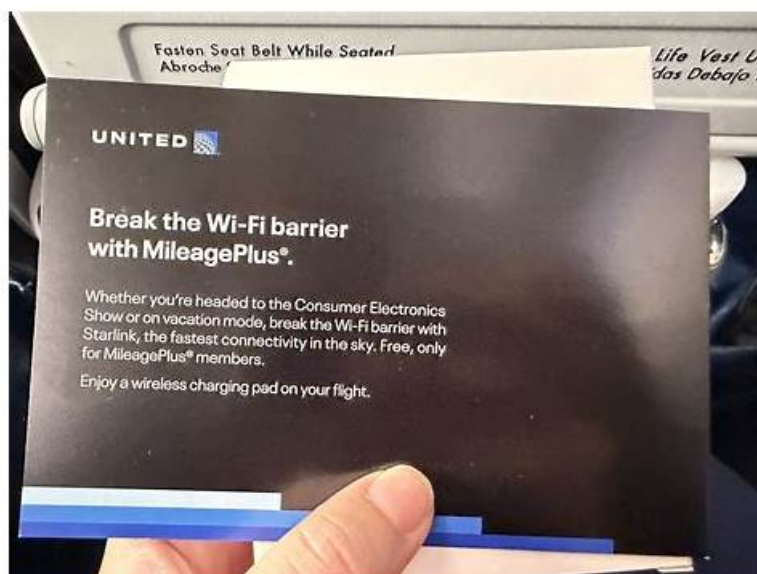 Fasten Seat Belt While Seated
Abroche
Life Vest U
das Debajo
UNITED
Break the Wi-Fi barrier
with MileagePlus®.
Whether you're headed to the Consumer Electronics
Show or on vacation mode, break the Wi-Fi barrier with
Starlink, the fastest connectivity in the sky. Free, only
for MileagePlus® members.
Enjoy a wireless charging pad on your flight.